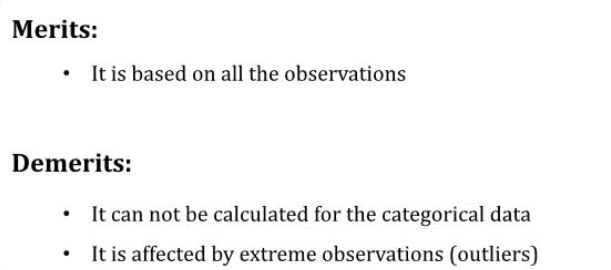 Merits:
• It is based on all the observations
Demerits:
• It can not be calculated for the categorical data
• It is affected by extreme observations (outliers)